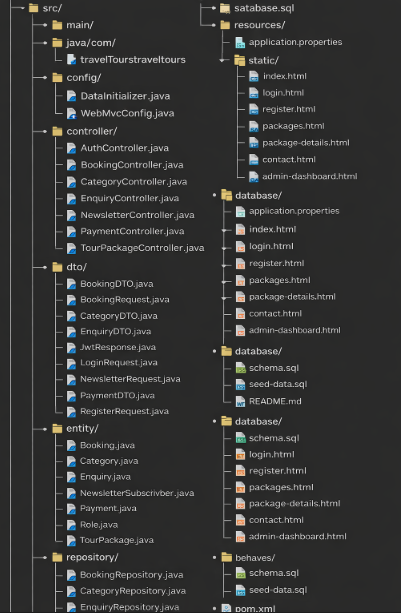 src/
main/
java/com/
travelTourstraveltours
config/
DataInitializer.java
WebMvcConfig.java
controller/
AuthController.java
BookingController.java
CategoryController.java
EnquiryController.java
NewsletterController.java
PaymentController.java
TourPackageController.java
dto/
BookingDTO.java
BookingRequest.java
CategoryDTO.java
EnquiryDTO.java
JwtResponse.java
LoginRequest.java
NewsletterRequest.java
PaymentDTO.java
RegisterRequest.java
entity/
Booking.java
Category.java
Enquiry.java
NewsletterSubscrivber.java
Payment.java
Role.java
TourPackage.java
repository/
BookingRepository.java
CategoryRepository.java
EnquiryRepository.java
satabase.sql
resources/
application.properties
static/
index.html
login.html
register.html
packages.html
package-details.html
contact.html
admin-dashboard.html
database/
application.properties
index.html
login.html
register.html
packages.html
package-details.html
contact.html
admin-dashboard.html
database/
schema.sql
seed-data.sql
README.md
database/
schema.sql
login.html
register.html
packages.html
package-details.html
contact.html
admin-dashboard.html
behaves/
schema.sql
seed-data.sql
pom.xml